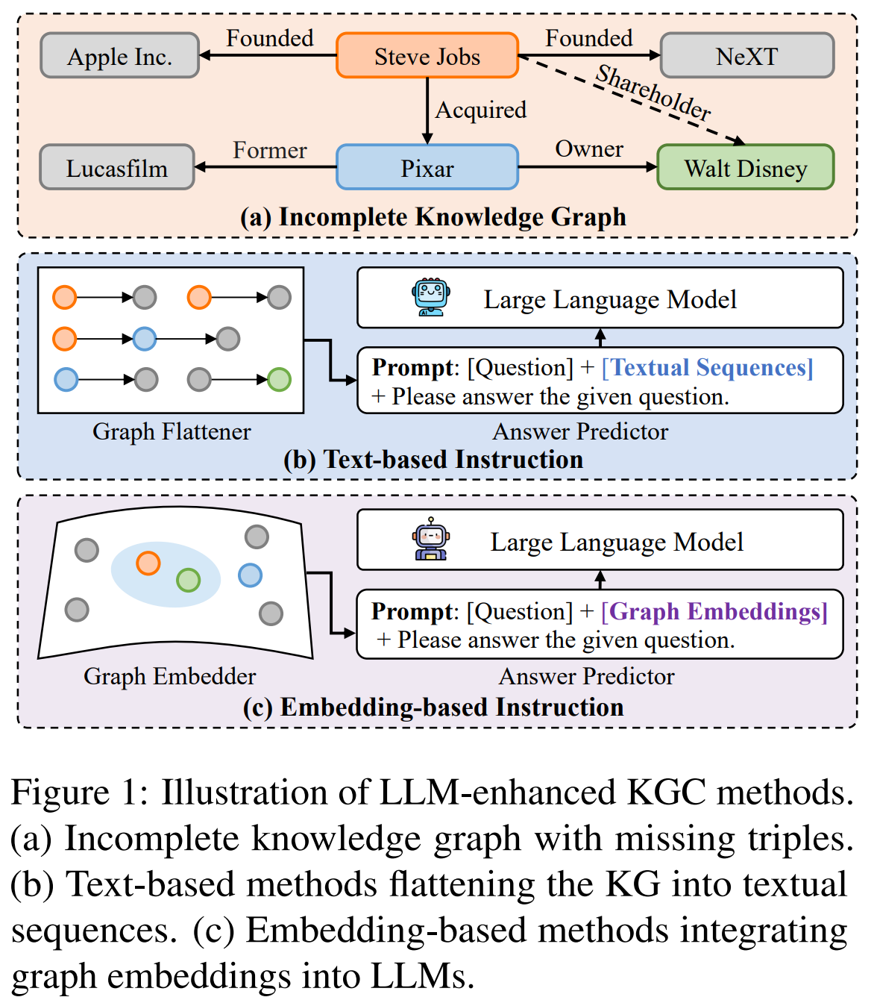 Apple Inc.
Founded
Steve Jobs
Founded
NeXT
Shareholder
Acquired
Lucasfilm
Former
Pixar
Owner
Walt Disney
(a) Incomplete Knowledge Graph
Large Language Model
AI
Prompt: [Question] + [Textual Sequences]
+ Please answer the given question.
Graph Flattener
Answer Predictor
(b) Text-based Instruction
Large Language Model
Prompt: [Question] + [Graph Embeddings]
+ Please answer the given question.
Graph Embedder
Answer Predictor
(c) Embedding-based Instruction
Figure 1: Illustration of LLM-enhanced KGC methods.
(a) Incomplete knowledge graph with missing triples.
(b) Text-based methods flattening the KG into textual
sequences. (c) Embedding-based methods integrating
graph embeddings into LLMs.